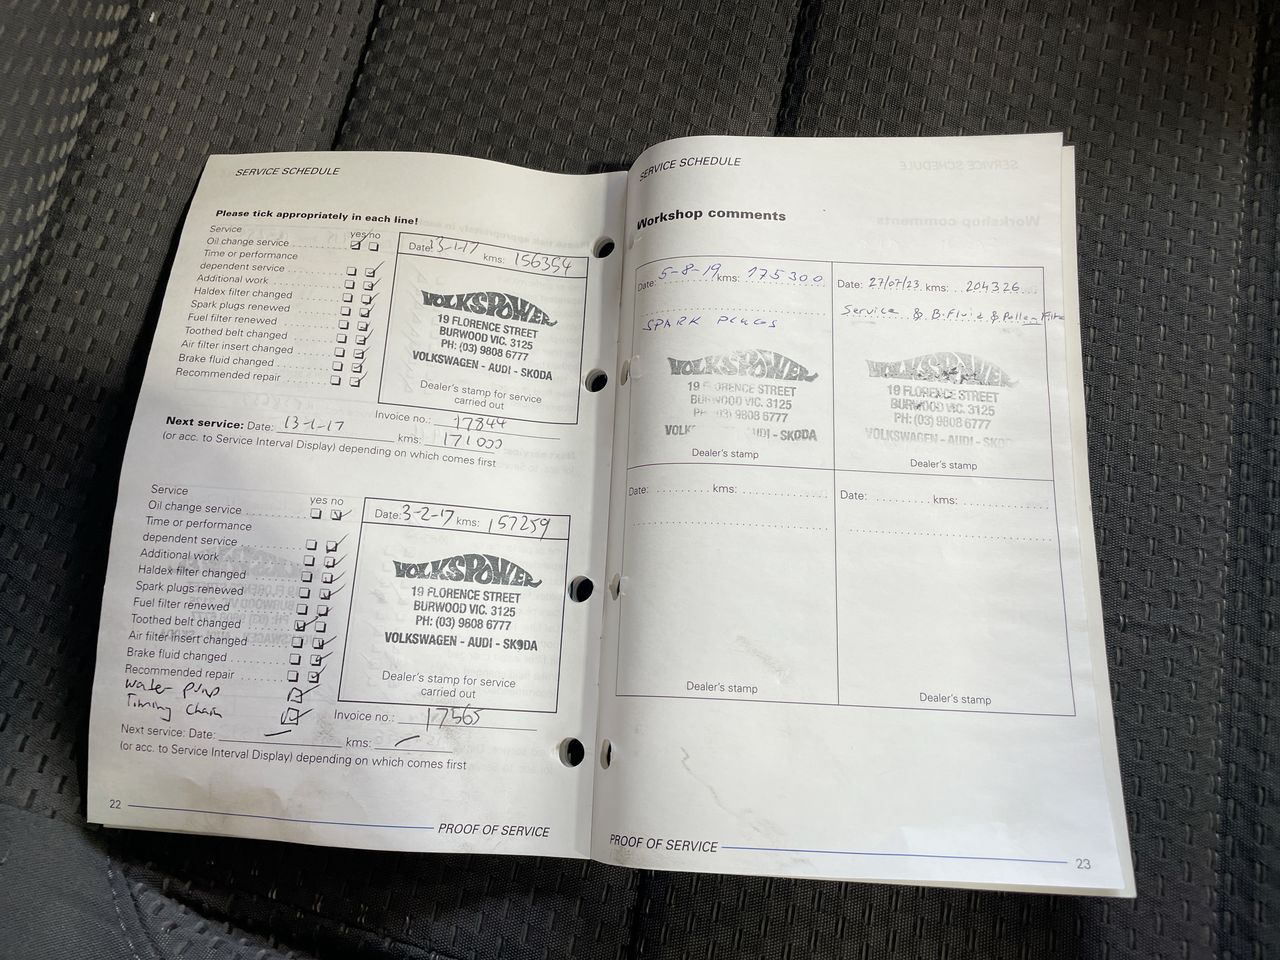 SERVICE SCHEDULE
Please tick appropriately in each line!
Service
yes no
Oil change service
Time or performance
dependent service
Additional work
Haldex filter changed
Spark plugs renewed
Fuel filter renewed
Toothed belt changed
Air filter insert changed
Brake fluid changed
Recommended repair
Date: 13-1-17 kms: 156354
VOLKSPOWER
19 FLORENCE STREET
BURWOOD VIC. 3125
PH: (03) 9808 6777
VOLKSWAGEN - AUDI - SKODA
Dealer's stamp for service
carried out
Invoice no.: 17844
Next service: Date: 13-1-17 kms: 171000
(or acc. to Service Interval Display) depending on which comes first
Service
yes no
Oil change service
Time or performance
dependent service
Additional work
Haldex filter changed
Spark plugs renewed
Fuel filter renewed
Toothed belt changed
Air filter insert changed
Brake fluid changed
Recommended repair
Water pump
Timing Chain
Date: 3-2-17 kms: 157259
VOLKSPOWER
19 FLORENCE STREET
BURWOOD VIC. 3125
PH: (03) 9808 6777
VOLKSWAGEN - AUDI - SKODA
Dealer's stamp for service
carried out
Invoice no.: 17565
Next service: Date: kms:
(or acc. to Service Interval Display) depending on which comes first
22
PROOF OF SERVICE
SERVICE SCHEDULE
Workshop comments
Date: 5-8-19 kms: 175300
SPARK PLUGS
VOLKSPOWER
19 FLORENCE STREET
BURWOOD VIC. 3125
PH: (03) 9808 6777
VOLKSWAGEN - AUDI - SKODA
Dealer's stamp
Date: 27/07/23 kms: 204326
Service & B.Fluid & Pollen Filter
VOLKSPOWER
19 FLORENCE STREET
BURWOOD VIC. 3125
PH: (03) 9808 6777
VOLKSWAGEN - AUDI - SKODA
Dealer's stamp
Date: kms:
Dealer's stamp
Date: kms:
Dealer's stamp
PROOF OF SERVICE
23